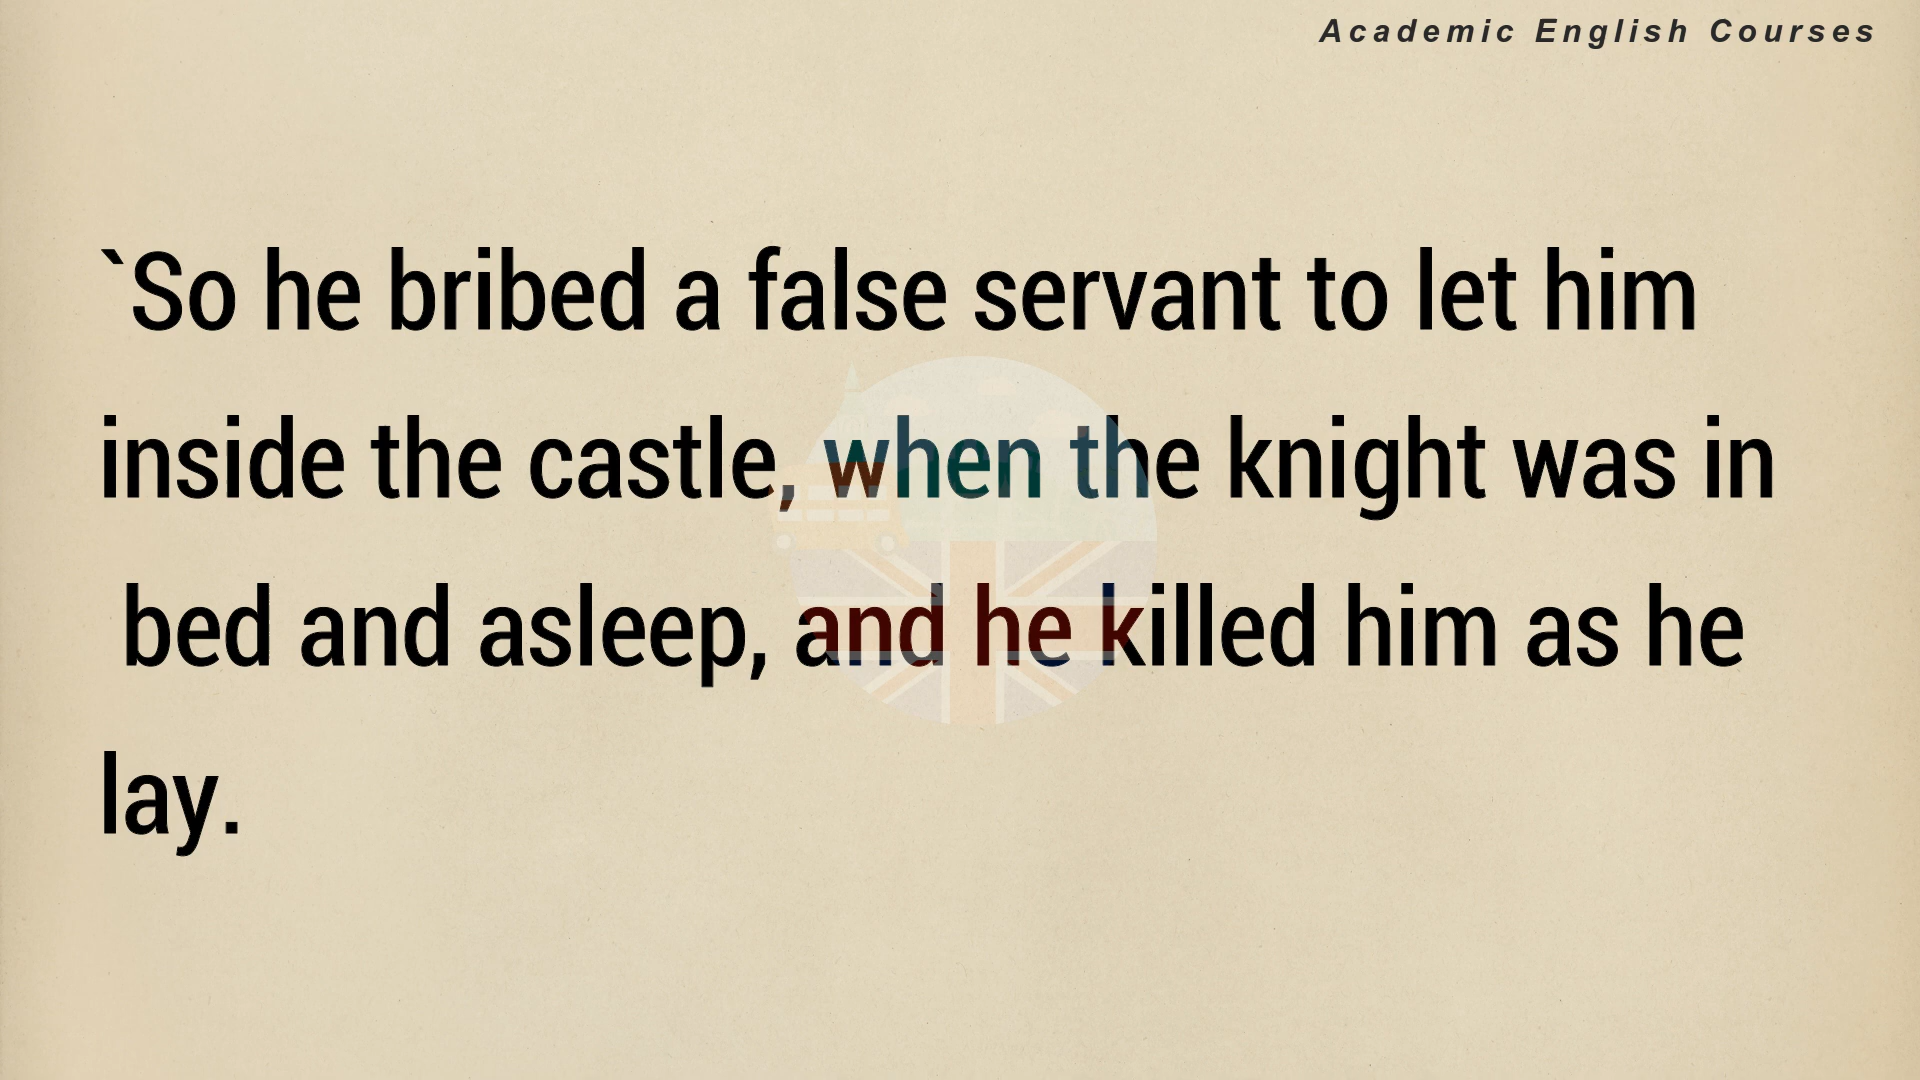 Academic English Courses
`So he bribed a false servant to let him
inside the castle, when the knight was in
bed and asleep, and he killed him as he
lay.